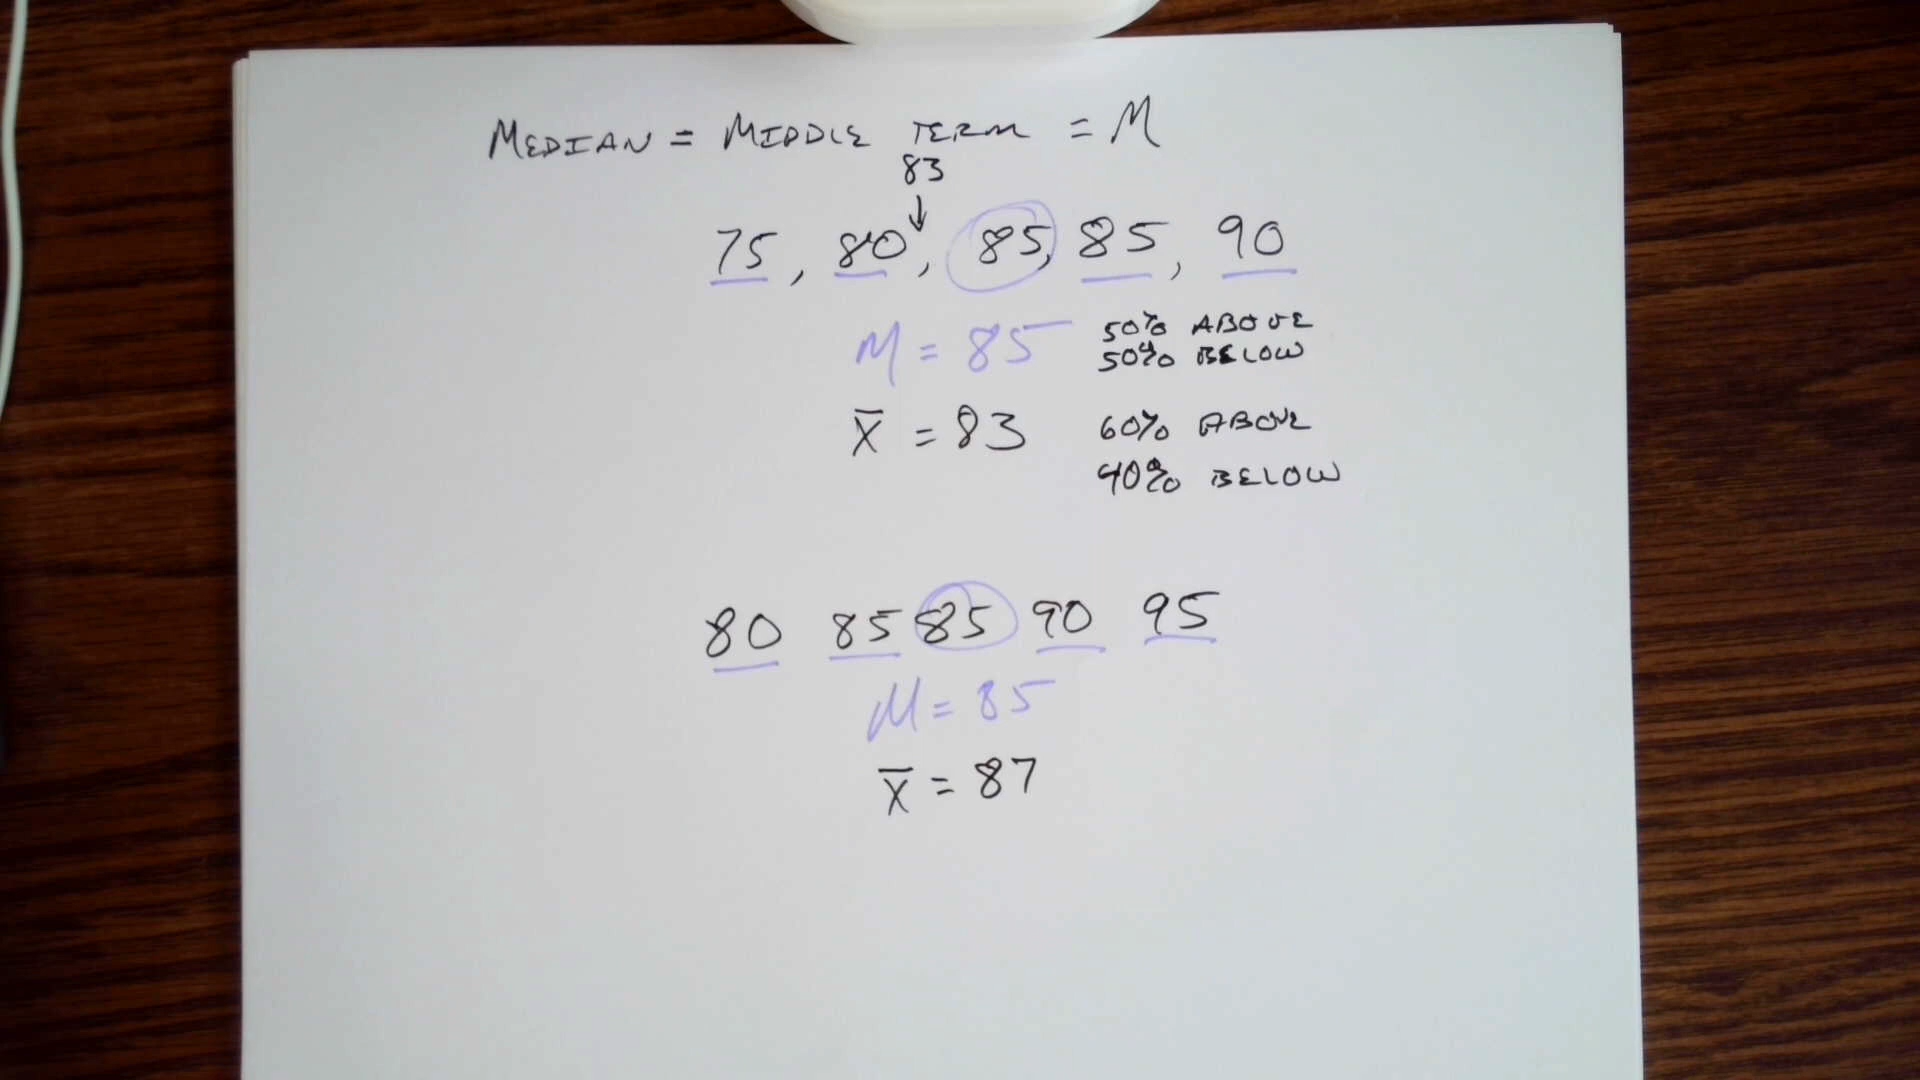 MEDIAN = MIDDLE TERM = M
83
↓
75, 80, 85, 85, 90
M = 85 50% ABOVE
50% BELOW
X̄ = 83 60% ABOVE
40% BELOW
80 85 85 90 95
M = 85
X̄ = 87